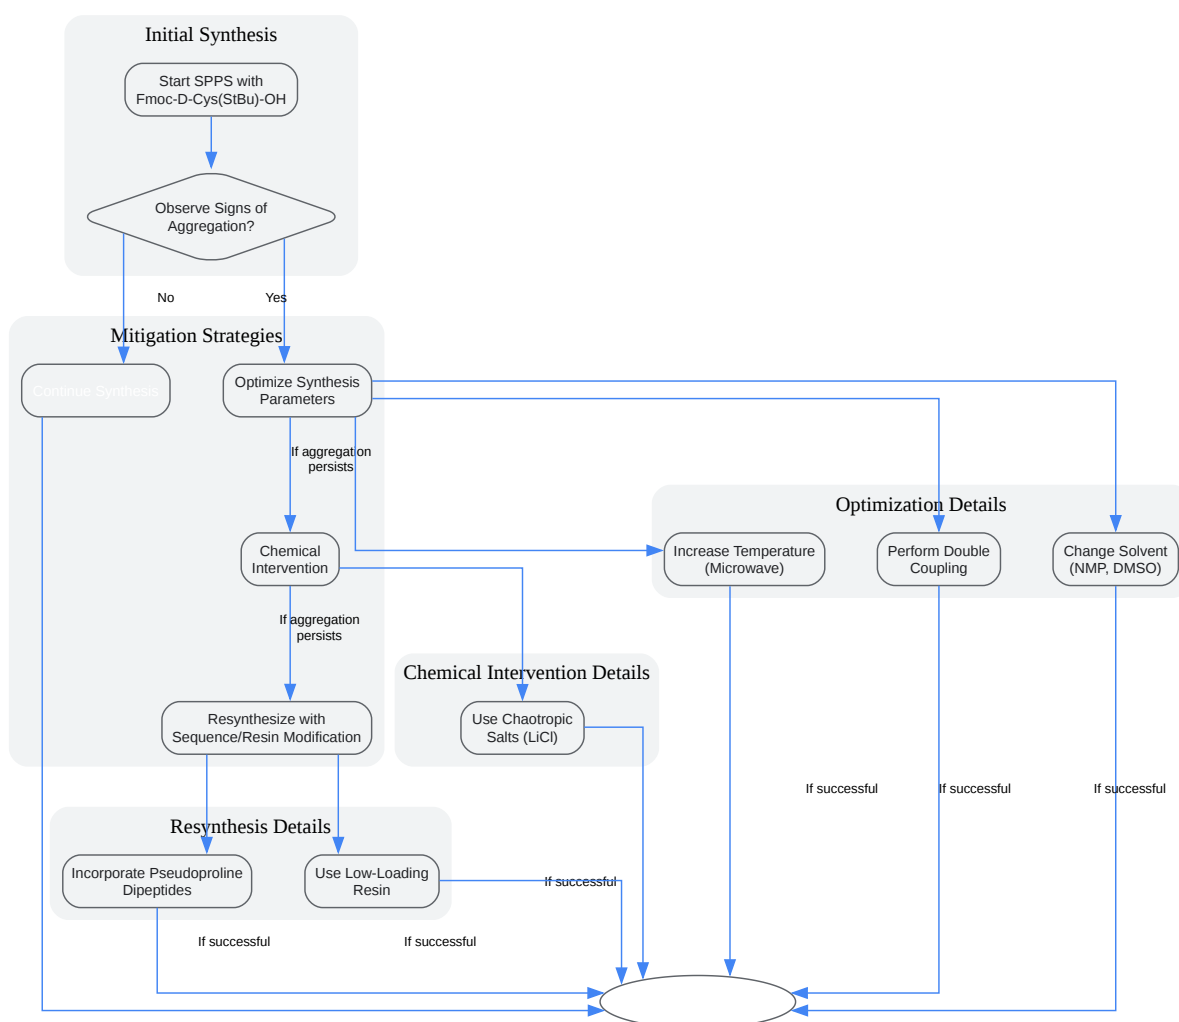 Initial Synthesis
Start SPPS with
Fmoc-D-Cys(StBu)-OH
Observe Signs of
Aggregation?
No
Yes
Mitigation Strategies
Continue Synthesis
Optimize Synthesis
Parameters
If aggregation
persists
Optimization Details
Chemical
Intervention
Increase Temperature
(Microwave)
Perform Double
Coupling
Change Solvent
(NMP, DMSO)
If aggregation
persists
Chemical Intervention Details
Resynthesize with
Sequence/Resin Modification
Use Chaotropic
Salts (LiCl)
If successful
If successful
If successful
Resynthesis Details
Incorporate Pseudoproline
Dipeptides
Use Low-Loading
Resin
If successful
If successful
If successful